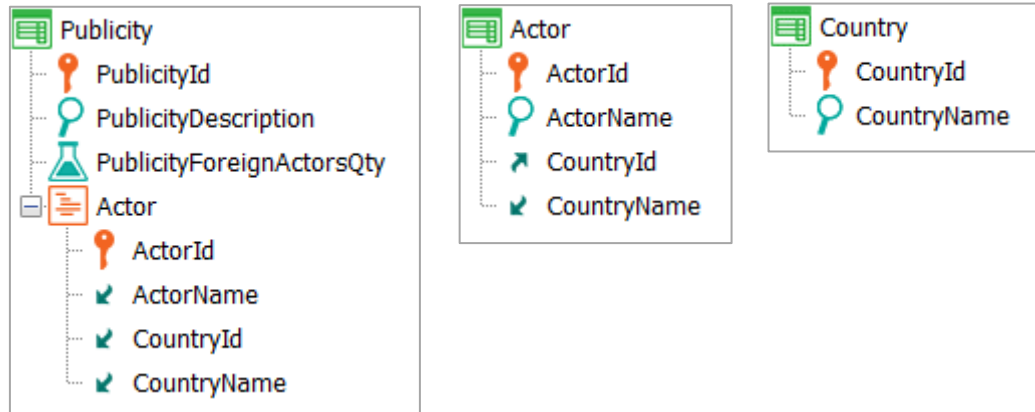 Publicity
PublicityId
PublicityDescription
PublicityForeignActorsQty
Actor
ActorId
ActorName
CountryId
CountryName
Actor
ActorId
ActorName
CountryId
CountryName
Country
CountryId
CountryName